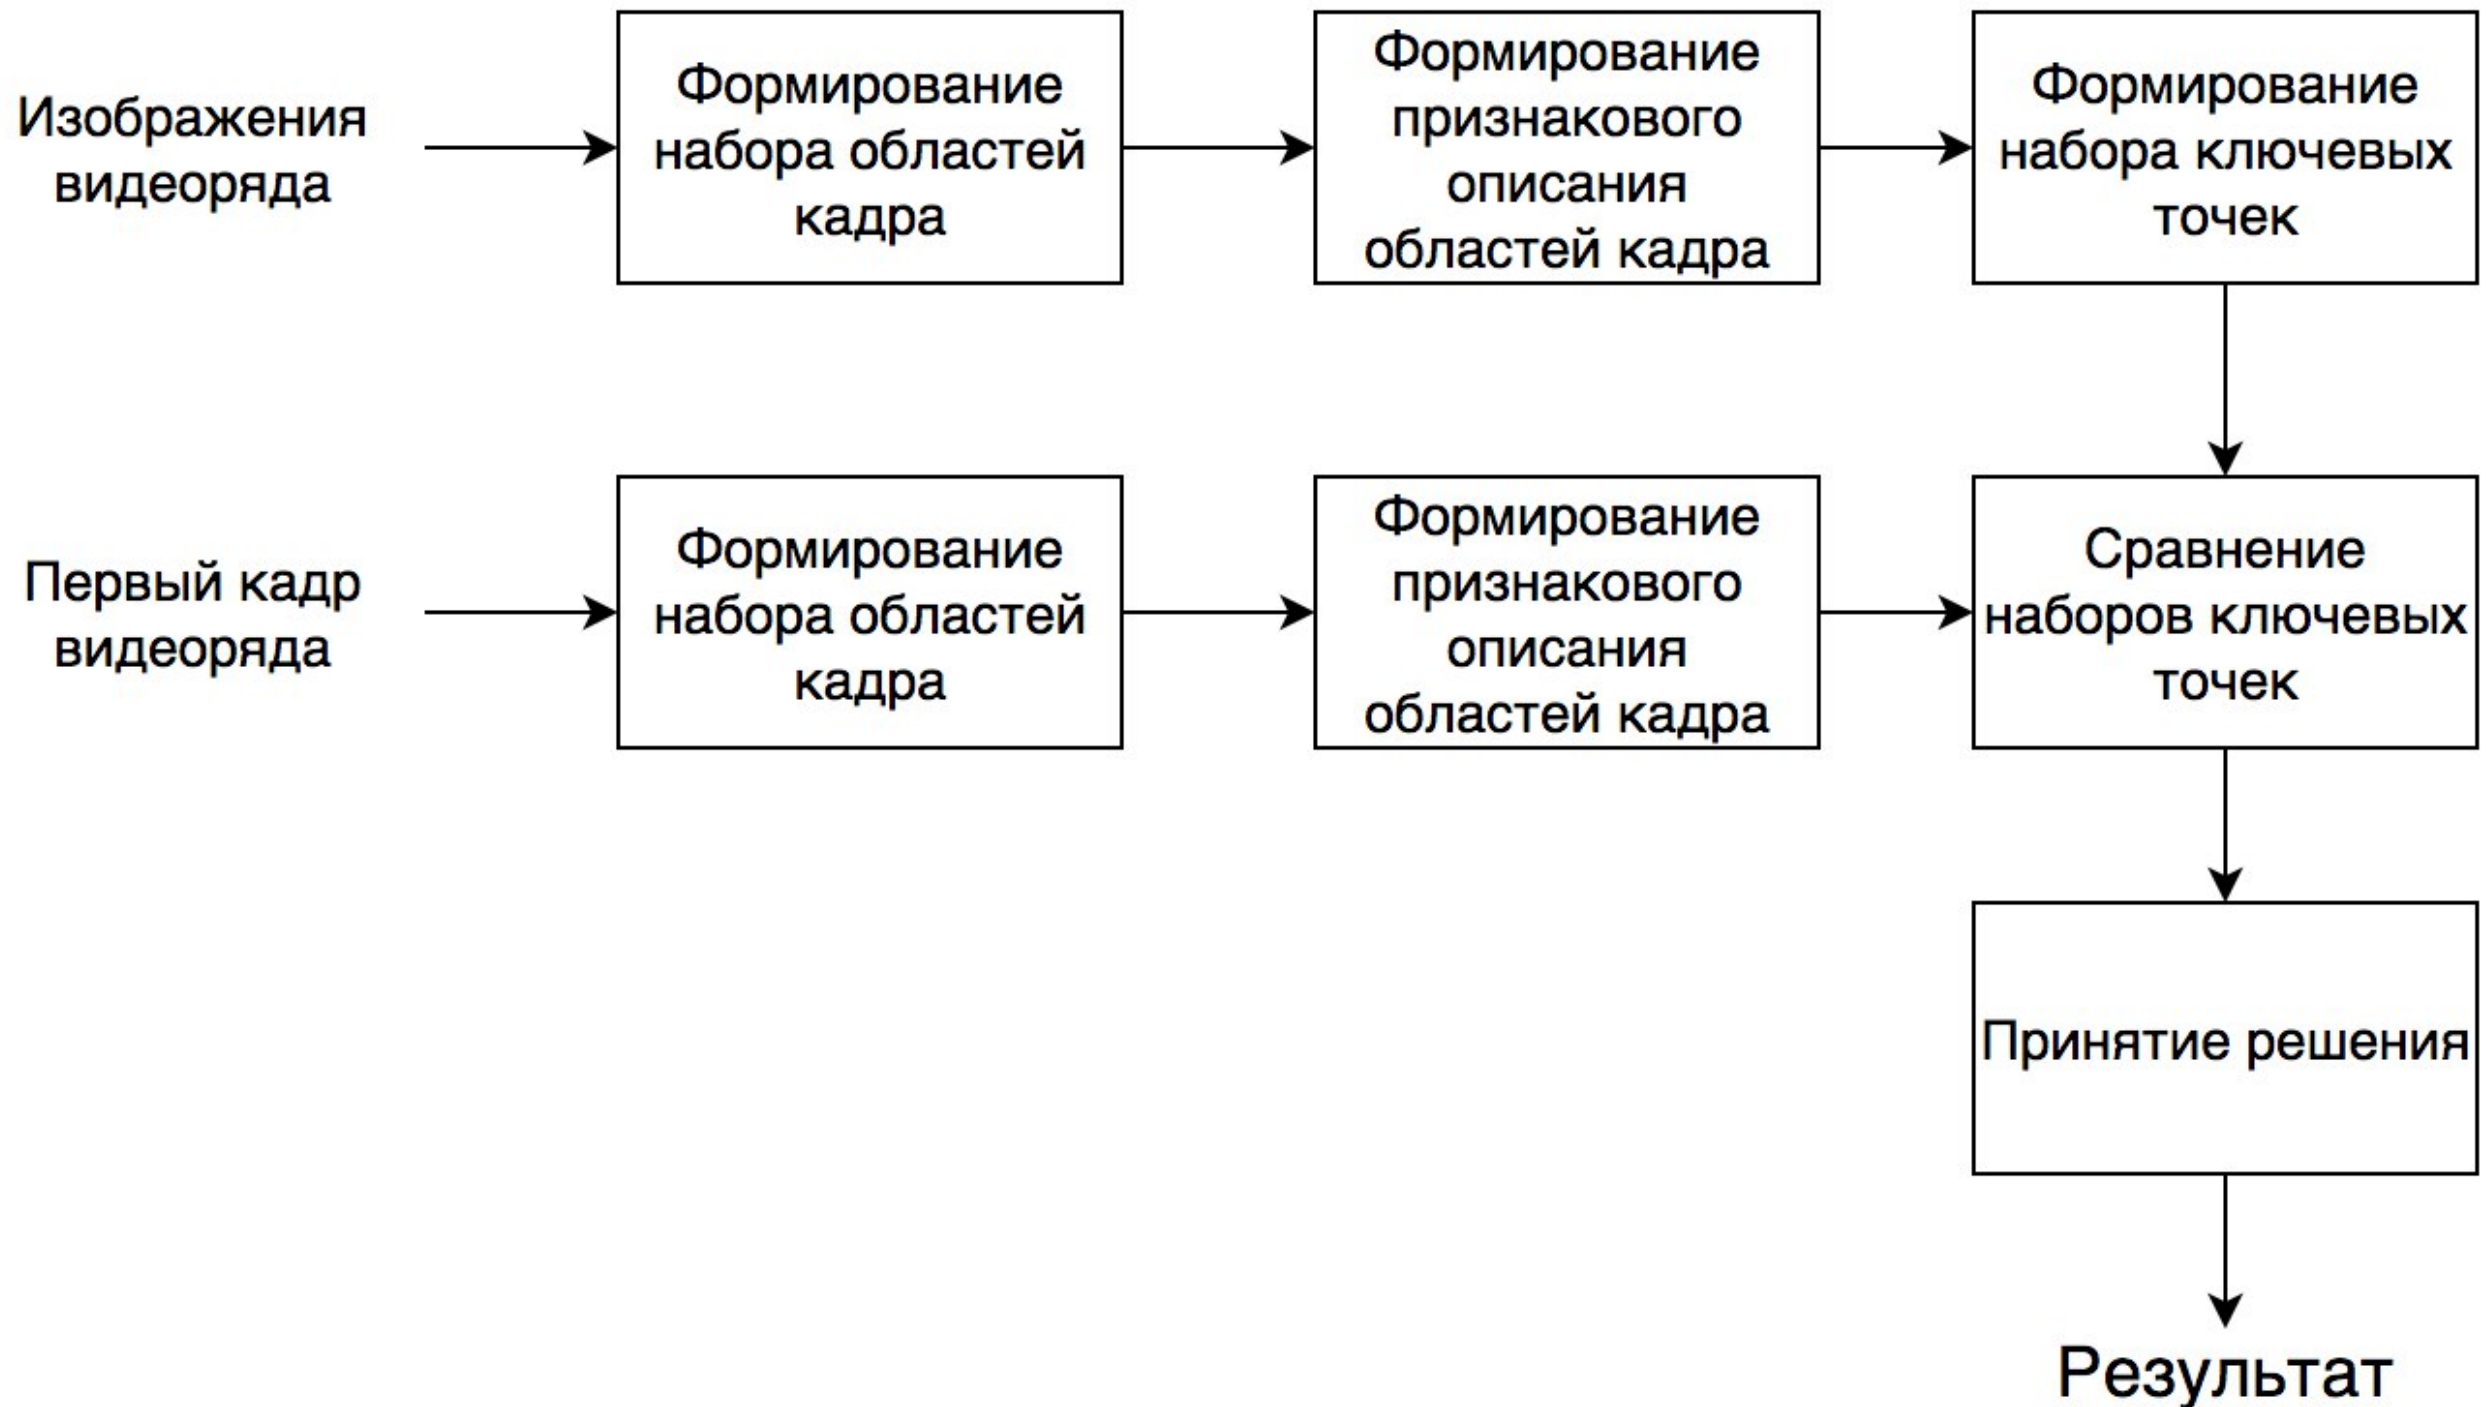 Изображения
видеоряда
Формирование
набора областей
кадра
Формирование
признакового
описания
областей кадра
Формирование
набора ключевых
точек
Первый кадр
видеоряда
Формирование
набора областей
кадра
Формирование
признакового
описания
областей кадра
Сравнение
наборов ключевых
точек
Принятие решения
Результат